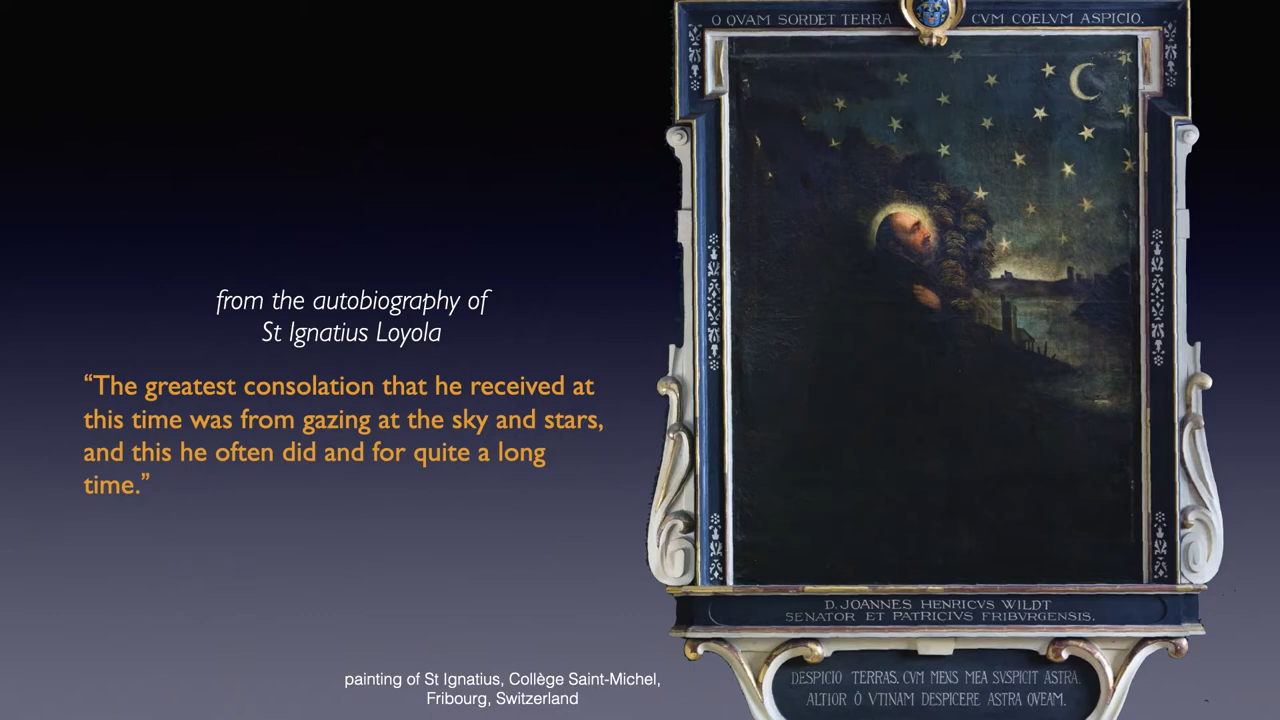 O QVAM SORDET TERRA CVM COELVM ASPICIO.
from the autobiography of
St Ignatius Loyola
“The greatest consolation that he received at
this time was from gazing at the sky and stars,
and this he often did and for quite a long
time.”
D. JOANNES HENRICVS WILDT
SENATOR ET PATRICIVS FRIBVRGENSIS.
painting of St Ignatius, Collège Saint-Michel,
Fribourg, Switzerland
DESPICIO TERRAS, CVM MENS MEA SVSPICIT ASTRA.
ALTIOR Ò VTINAM DESPICERE ASTRA QVEAM.